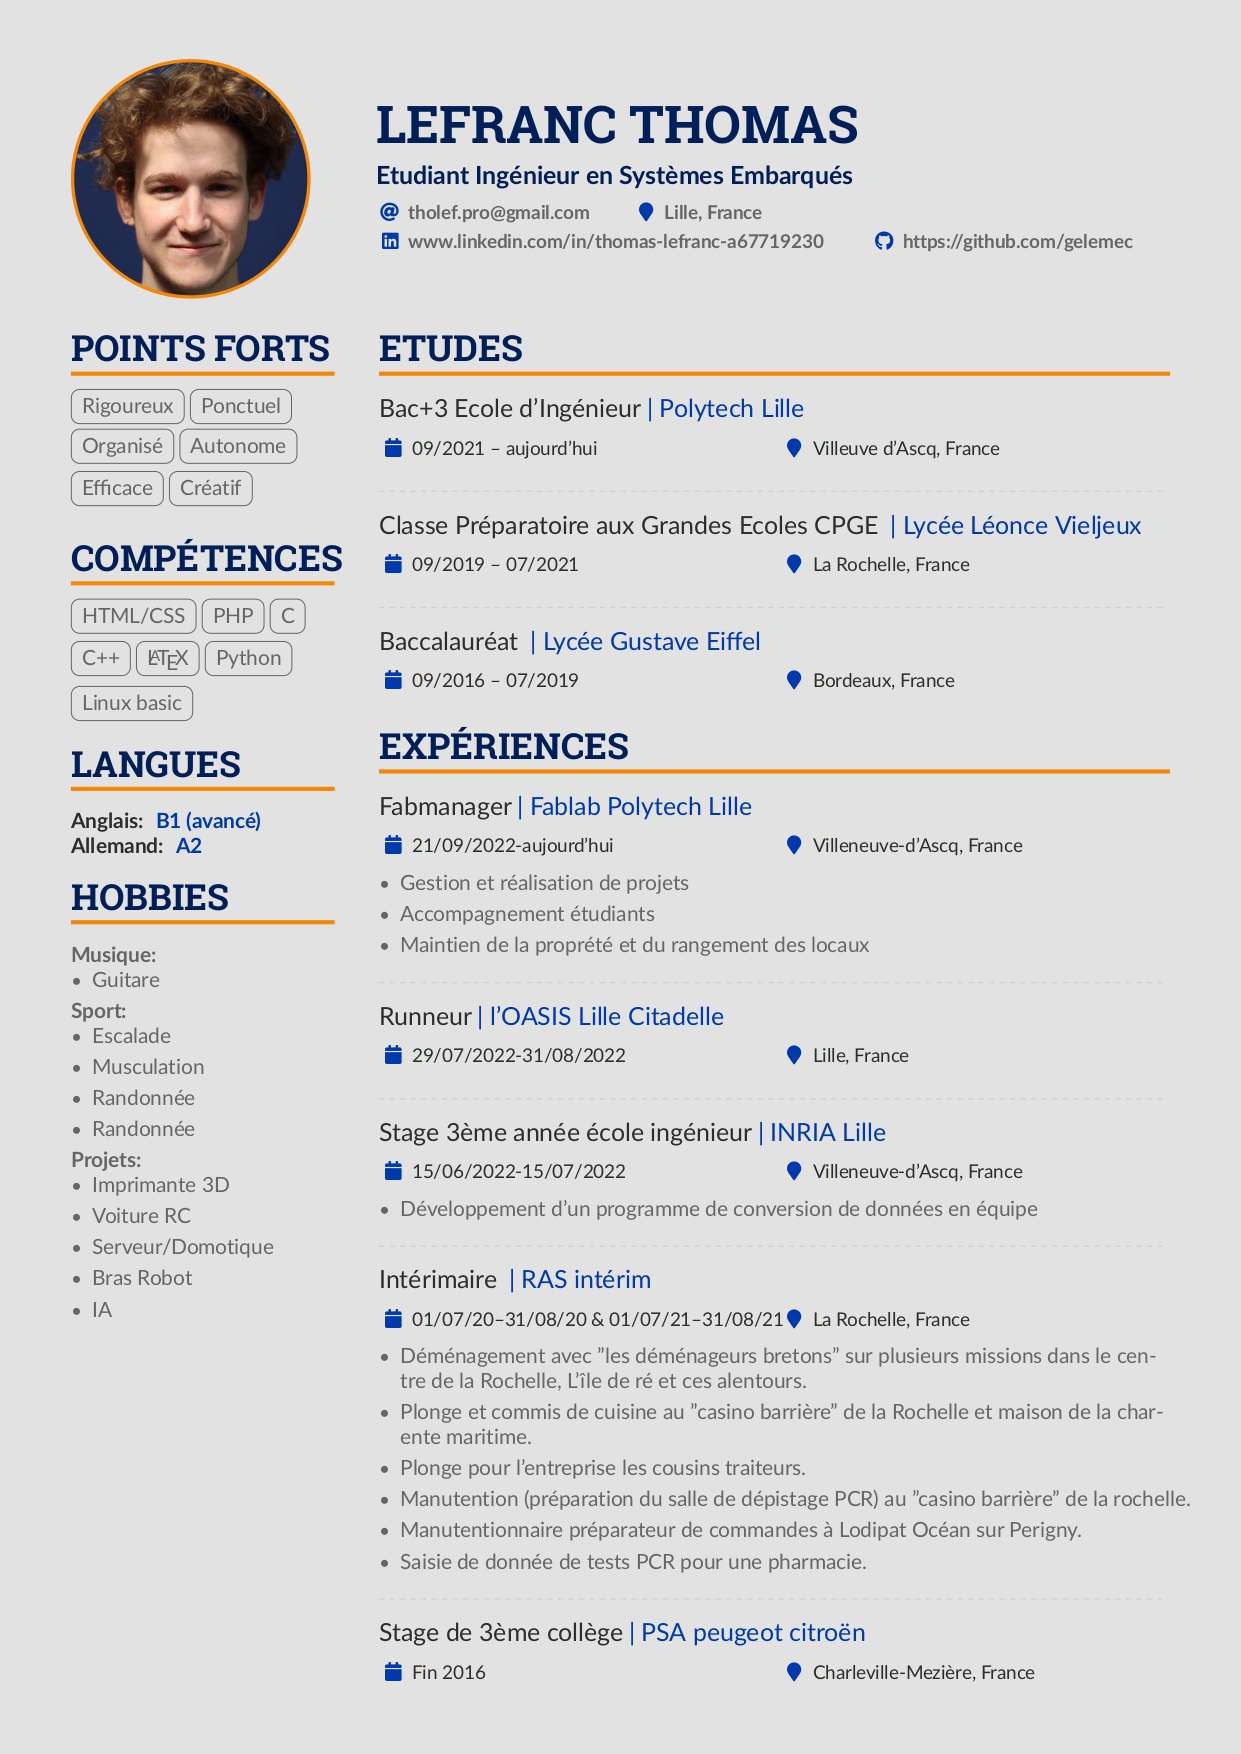 LEFRANC THOMAS
Etudiant Ingénieur en Systèmes Embarqués
tholef.pro@gmail.com Lille, France
www.linkedin.com/in/thomas-lefranc-a67719230 https://github.com/gelemec
POINTS FORTS
Rigoureux Ponctuel
Organisé Autonome
Efficace Créatif
COMPÉTENCES
HTML/CSS PHP C
C++ LATEX Python
Linux basic
LANGUES
Anglais: B1 (avancé)
Allemand: A2
HOBBIES
Musique:
• Guitare
Sport:
• Escalade
• Musculation
• Randonnée
• Randonnée
Projets:
• Imprimante 3D
• Voiture RC
• Serveur/Domotique
• Bras Robot
• IA
ETUDES
Bac+3 Ecole d’Ingénieur | Polytech Lille
09/2021 – aujourd’hui Villeuve d’Ascq, France
Classe Préparatoire aux Grandes Ecoles CPGE | Lycée Léonce Vieljeux
09/2019 – 07/2021 La Rochelle, France
Baccalauréat | Lycée Gustave Eiffel
09/2016 – 07/2019 Bordeaux, France
EXPÉRIENCES
Fabmanager | Fablab Polytech Lille
21/09/2022-aujourd’hui Villeneuve-d’Ascq, France
• Gestion et réalisation de projets
• Accompagnement étudiants
• Maintien de la proprété et du rangement des locaux
Runneur | l’OASIS Lille Citadelle
29/07/2022-31/08/2022 Lille, France
Stage 3ème année école ingénieur | INRIA Lille
15/06/2022-15/07/2022 Villeneuve-d’Ascq, France
• Développement d’un programme de conversion de données en équipe
Intérimaire | RAS intérim
01/07/20–31/08/20 & 01/07/21–31/08/21 La Rochelle, France
• Déménagement avec ”les déménageurs bretons” sur plusieurs missions dans le cen-
tre de la Rochelle, L’île de ré et ces alentours.
• Plonge et commis de cuisine au ”casino barrière” de la Rochelle et maison de la char-
ente maritime.
• Plonge pour l’entreprise les cousins traiteurs.
• Manutention (préparation du salle de dépistage PCR) au ”casino barrière” de la rochelle.
• Manutentionnaire préparateur de commandes à Lodipat Océan sur Perigny.
• Saisie de donnée de tests PCR pour une pharmacie.
Stage de 3ème collège | PSA peugeot citroën
Fin 2016 Charleville-Mezière, France